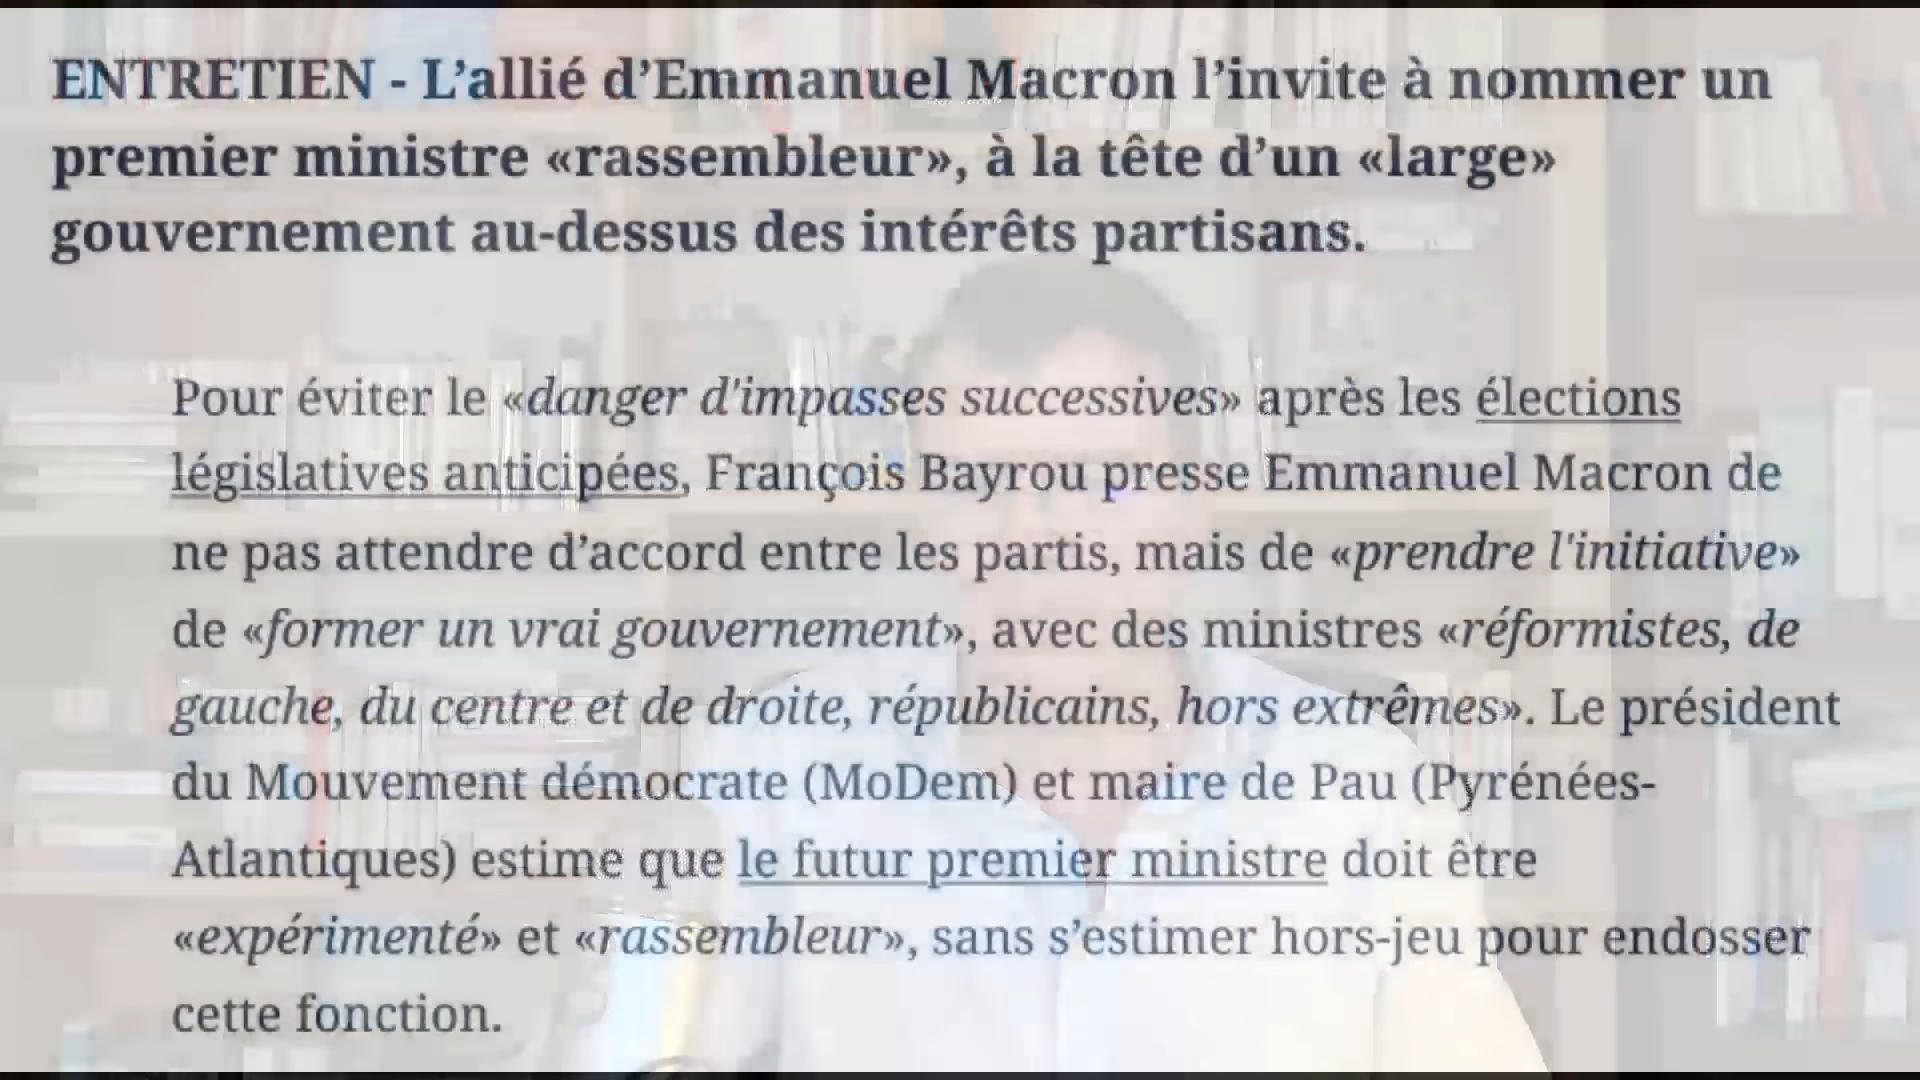 ENTRETIEN - L’allié d’Emmanuel Macron l’invite à nommer un
premier ministre «rassembleur», à la tête d’un «large»
gouvernement au-dessus des intérêts partisans.
Pour éviter le «danger d'impasses successives» après les élections
législatives anticipées, François Bayrou presse Emmanuel Macron de
ne pas attendre d’accord entre les partis, mais de «prendre l'initiative»
de «former un vrai gouvernement», avec des ministres «réformistes, de
gauche, du centre et de droite, républicains, hors extrêmes». Le président
du Mouvement démocrate (MoDem) et maire de Pau (Pyrénées-
Atlantiques) estime que le futur premier ministre doit être
«expérimenté» et «rassembleur», sans s’estimer hors-jeu pour endosser
cette fonction.